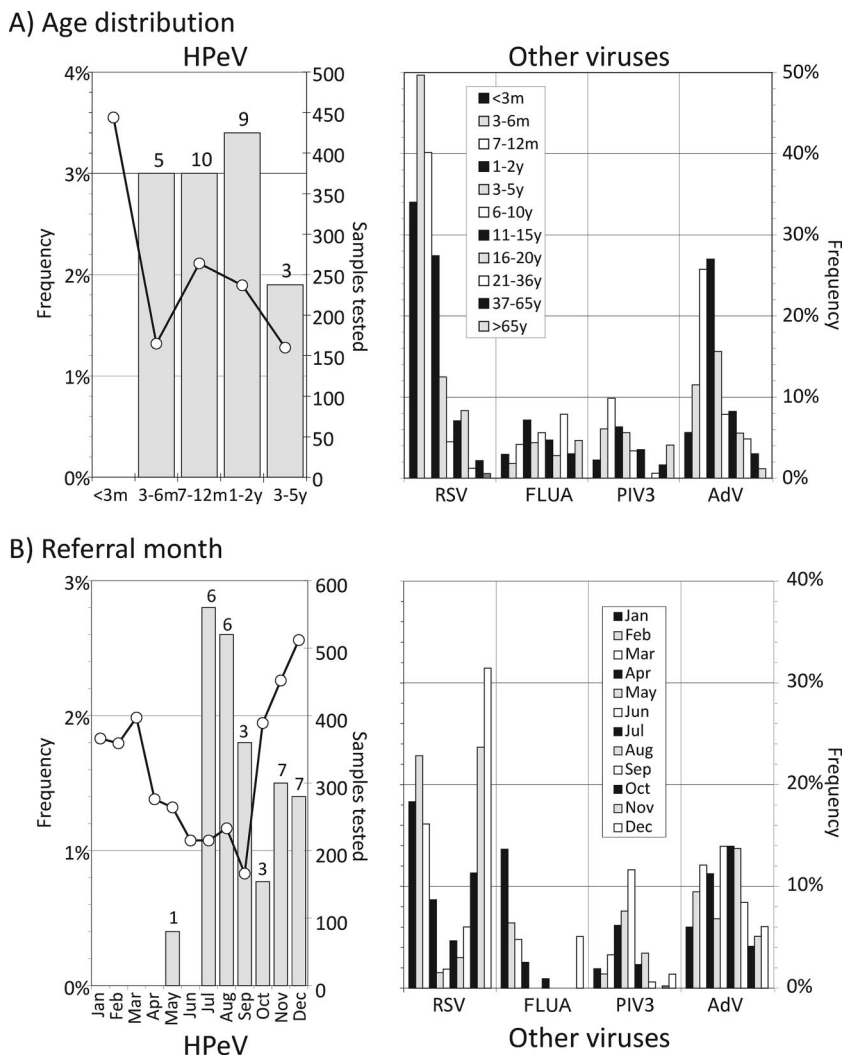 A) Age distribution
HPeV
Other viruses
4%
3%
2%
1%
0%
Frequency
5
10
9
3
500
450
400
350
300
250
200
150
100
50
0
Samples tested
<3m
3-6m
7-12m
1-2y
3-5y
<3m
3-6m
7-12m
1-2y
3-5y
6-10y
11-15y
16-20y
21-36y
37-65y
>65y
50%
40%
30%
20%
10%
0%
Frequency
RSV
FLUA
PIV3
AdV
B) Referral month
3%
2%
1%
0%
Frequency
1
6
6
3
3
7
7
600
500
400
300
200
100
0
Samples tested
Jan
Feb
Mar
Apr
May
Jun
Jul
Aug
Sep
Oct
Nov
Dec
HPeV
Jan
Feb
Mar
Apr
May
Jun
Jul
Aug
Sep
Oct
Nov
Dec
40%
30%
20%
10%
0%
Frequency
RSV
FLUA
PIV3
AdV
Other viruses